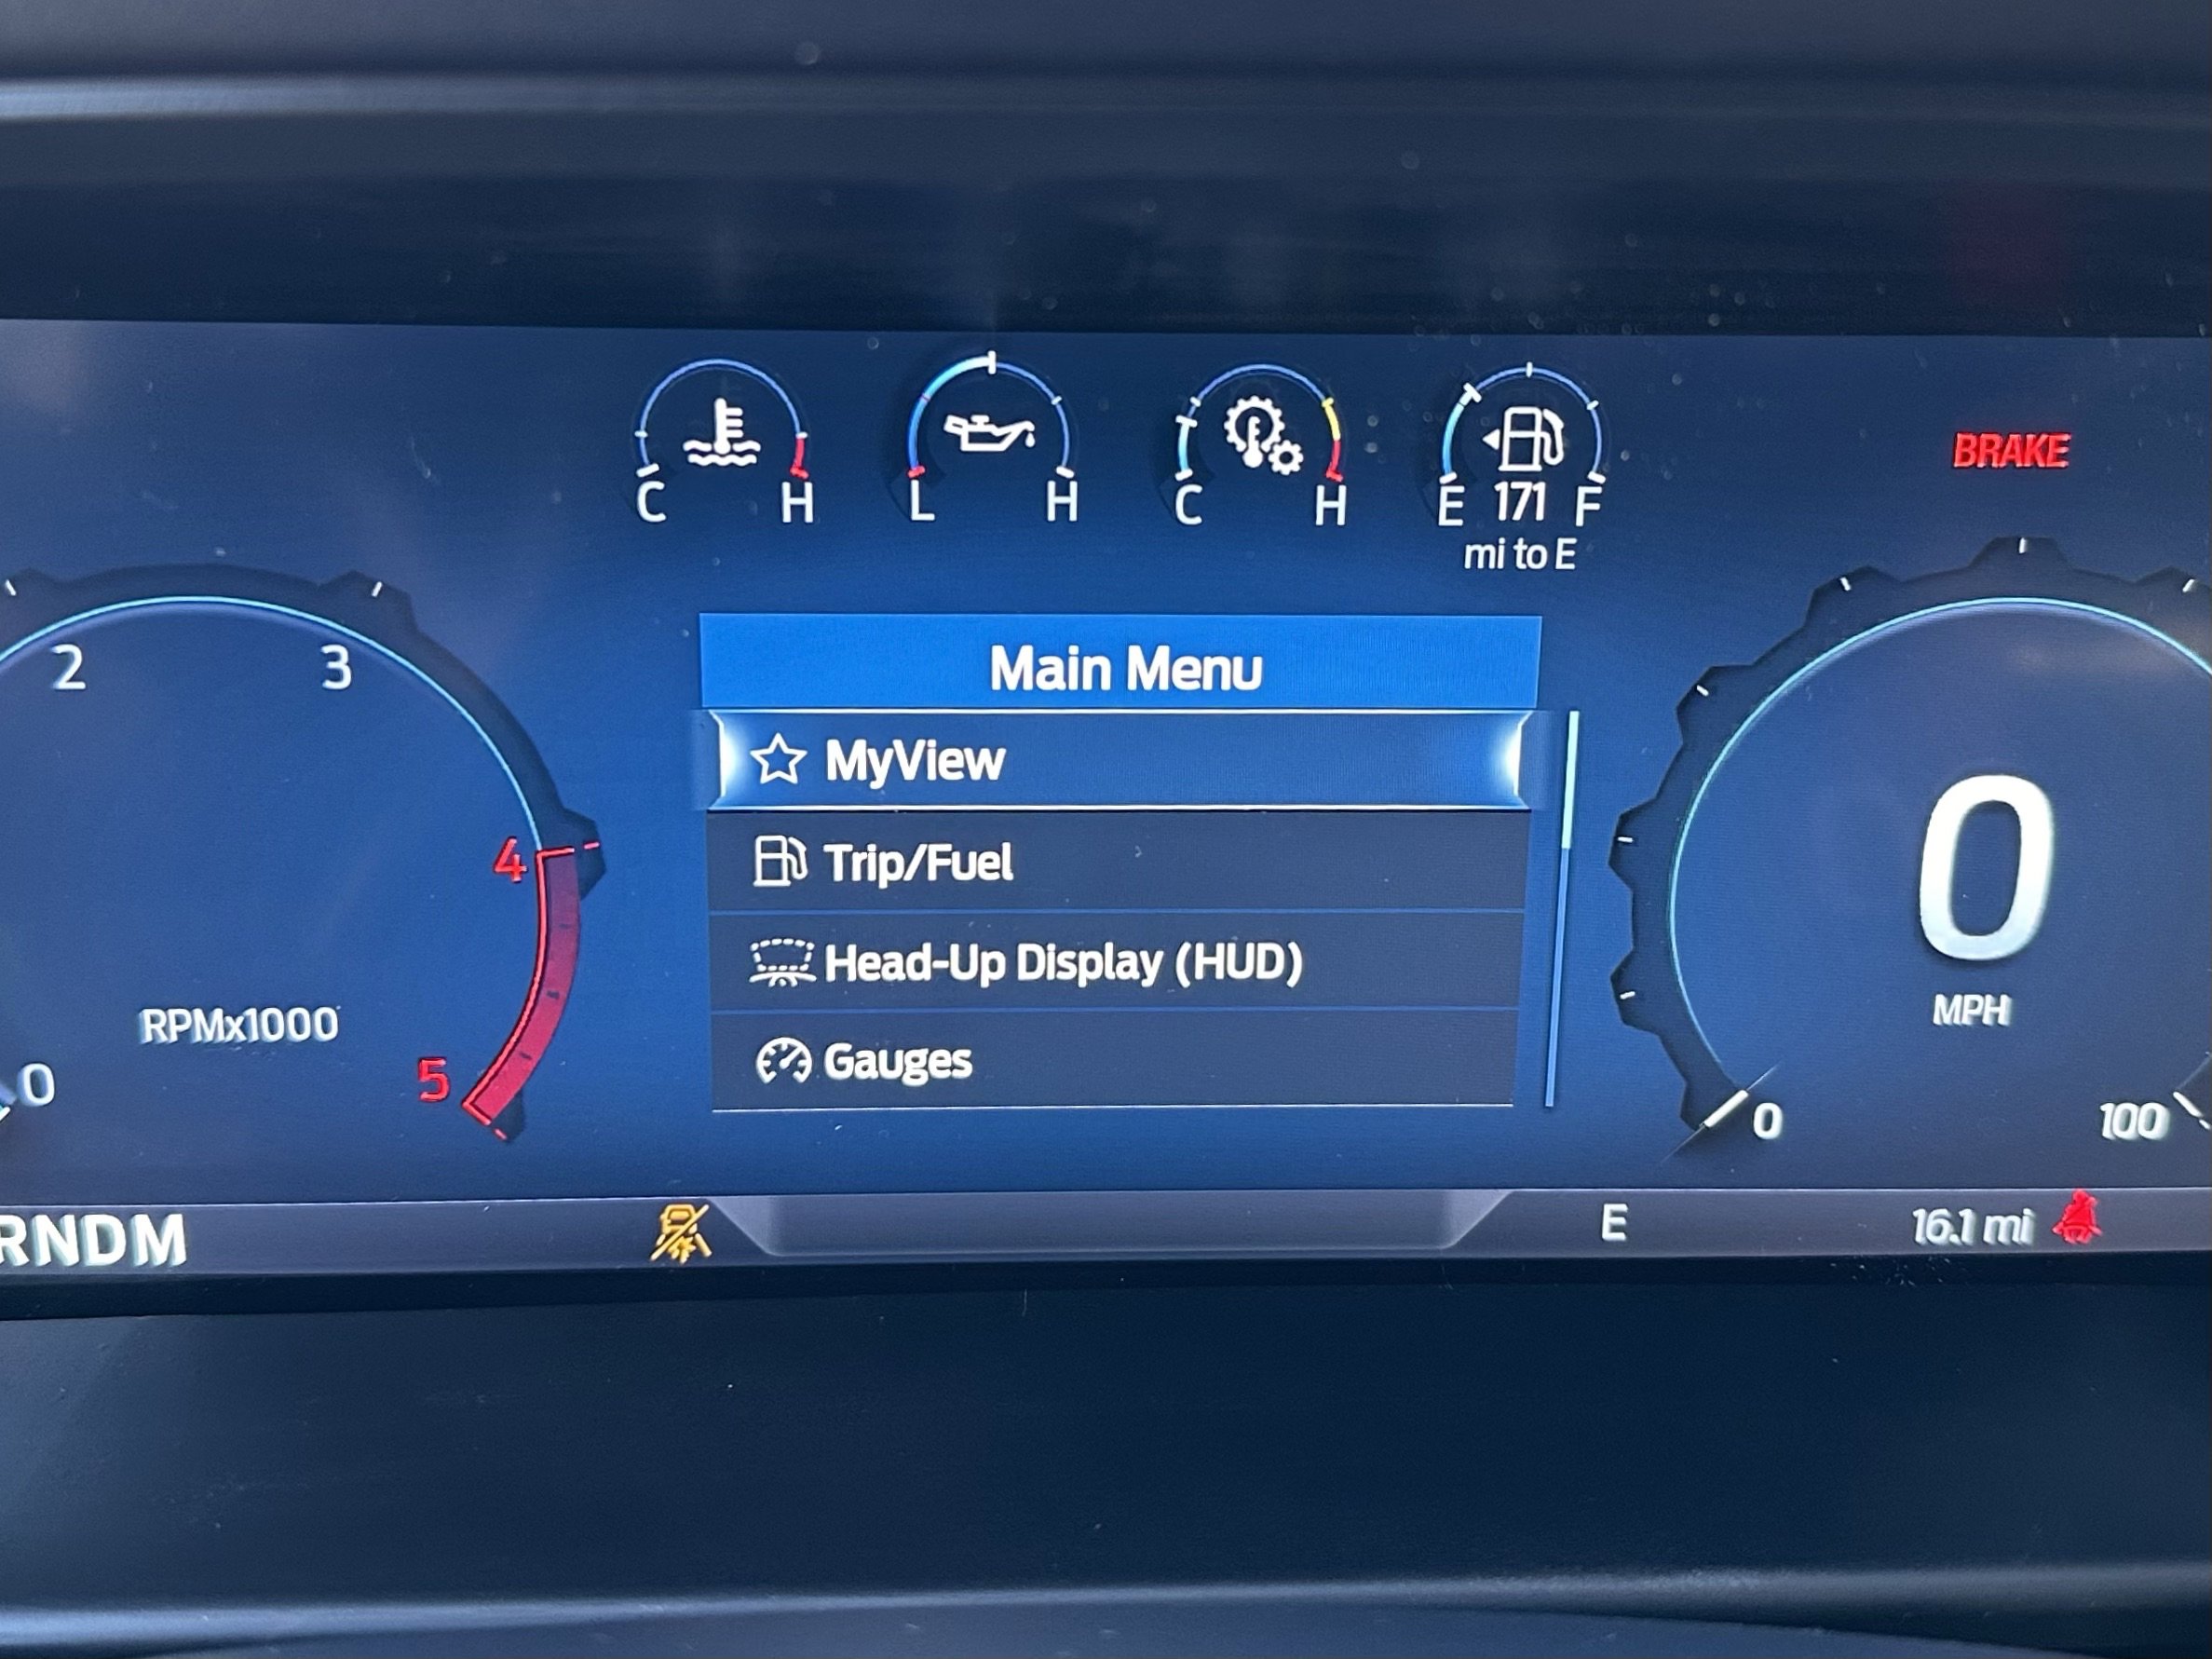 C H
L H
C H
E 171 F
mi to E
BRAKE
2 3
4
5
0
RPMx1000
Main Menu
MyView
Trip/Fuel
Head-Up Display (HUD)
Gauges
0
MPH
0 100
RNDM
E
16.1 mi